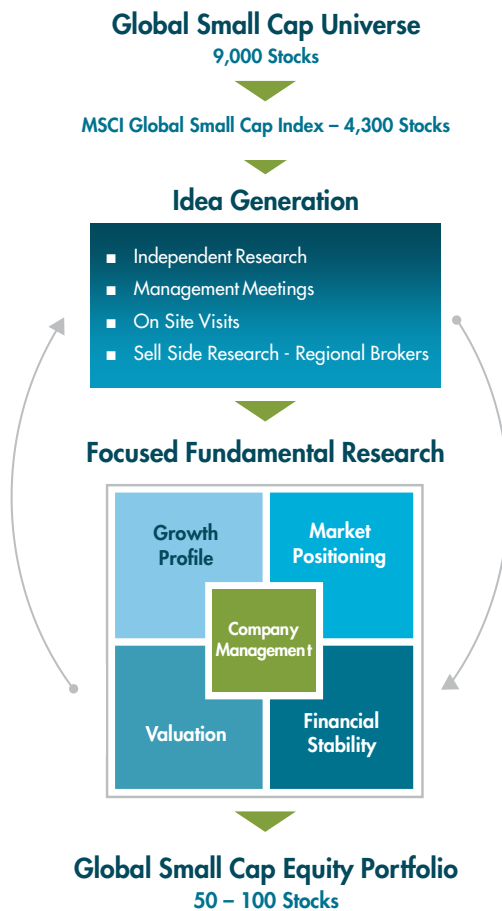 Global Small Cap Universe
9,000 Stocks
MSCI Global Small Cap Index – 4,300 Stocks
Idea Generation
■ Independent Research
■ Management Meetings
■ On Site Visits
■ Sell Side Research - Regional Brokers
Focused Fundamental Research
Growth
Profile
Market
Positioning
Company
Management
Valuation
Financial
Stability
Global Small Cap Equity Portfolio
50 – 100 Stocks